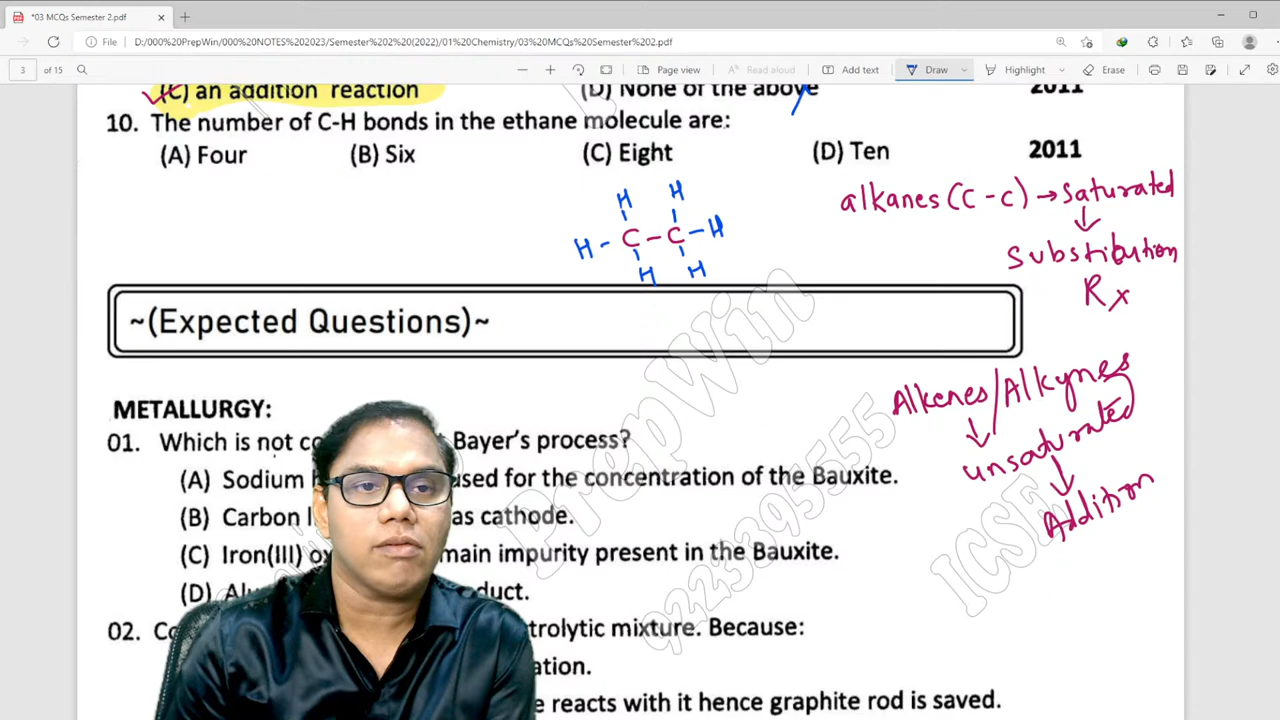 *03 MCQs Semester 2.pdf
File D:/000%20PrepWin/000%20NOTES%202023/Semester%202%20(2022)/01%20Chemistry/03%20MCQs%20Semester%202.pdf
3 of 15 Page view Read aloud Add text Draw Highlight Erase
(C) an addition reaction (D) None of the above 2011
10. The number of C-H bonds in the ethane molecule are:
(A) Four (B) Six (C) Eight (D) Ten 2011
alkanes (C-C) → Saturated
↓
Substitution
Rx
H H
H - C - C - H
H H
~(Expected Questions)~
Alkenes/Alkynes
↓
unsaturated
↓
Addition
METALLURGY:
01. Which is not Bayer's process?
(A) Sodium used for the concentration of the Bauxite.
(B) Carbon as cathode.
(C) Iron(III) main impurity present in the Bauxite.
(D)
02. mixture. Because:
reacts with it hence graphite rod is saved.
PrepWin
ICSE
9223395555